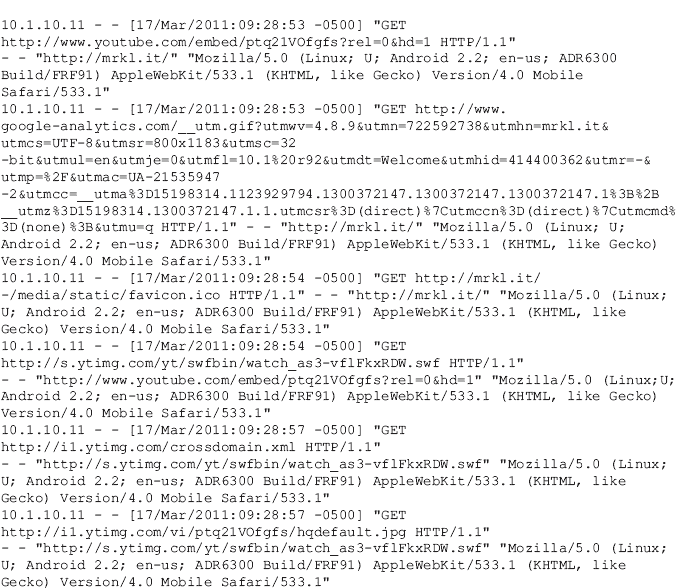 10.1.10.11 - - [17/Mar/2011:09:28:53 -0500] "GET
http://www.youtube.com/embed/ptq21VOfgfs?rel=0&hd=1 HTTP/1.1"
- - "http://mrkl.it/" "Mozilla/5.0 (Linux; U; Android 2.2; en-us; ADR6300
Build/FRF91) AppleWebKit/533.1 (KHTML, like Gecko) Version/4.0 Mobile
Safari/533.1"
10.1.10.11 - - [17/Mar/2011:09:28:53 -0500] "GET http://www.
google-analytics.com/__utm.gif?utmwv=4.8.9&utmn=722592738&utmhn=mrkl.it&
utmcs=UTF-8&utmsr=800x1183&utmsc=32
-bit&utmul=en&utmje=0&utmfl=10.1%20r92&utmdt=Welcome&utmhid=414400362&utmr=-&
utmp=%2F&utmac=UA-21535947
-2&utmcc=__utma%3D15198314.1123929794.1300372147.1300372147.1300372147.1%3B%2B
__utmz%3D15198314.1300372147.1.1.utmcsr%3D(direct)%7Cutmccn%3D(direct)%7Cutmcmd%
3D(none)%3B&utmu=q HTTP/1.1" - - "http://mrkl.it/" "Mozilla/5.0 (Linux; U;
Android 2.2; en-us; ADR6300 Build/FRF91) AppleWebKit/533.1 (KHTML, like Gecko)
Version/4.0 Mobile Safari/533.1"
10.1.10.11 - - [17/Mar/2011:09:28:54 -0500] "GET http://mrkl.it/
-/media/static/favicon.ico HTTP/1.1" - - "http://mrkl.it/" "Mozilla/5.0 (Linux;
U; Android 2.2; en-us; ADR6300 Build/FRF91) AppleWebKit/533.1 (KHTML, like
Gecko) Version/4.0 Mobile Safari/533.1"
10.1.10.11 - - [17/Mar/2011:09:28:54 -0500] "GET
http://s.ytimg.com/yt/swfbin/watch_as3-vflFkxRDW.swf HTTP/1.1"
- - "http://www.youtube.com/embed/ptq21VOfgfs?rel=0&hd=1" "Mozilla/5.0 (Linux;U;
Android 2.2; en-us; ADR6300 Build/FRF91) AppleWebKit/533.1 (KHTML, like Gecko)
Version/4.0 Mobile Safari/533.1"
10.1.10.11 - - [17/Mar/2011:09:28:57 -0500] "GET
http://i1.ytimg.com/crossdomain.xml HTTP/1.1"
- - "http://s.ytimg.com/yt/swfbin/watch_as3-vflFkxRDW.swf" "Mozilla/5.0 (Linux;
U; Android 2.2; en-us; ADR6300 Build/FRF91) AppleWebKit/533.1 (KHTML, like
Gecko) Version/4.0 Mobile Safari/533.1"
10.1.10.11 - - [17/Mar/2011:09:28:57 -0500] "GET
http://i1.ytimg.com/vi/ptq21VOfgfs/hqdefault.jpg HTTP/1.1"
- - "http://s.ytimg.com/yt/swfbin/watch_as3-vflFkxRDW.swf" "Mozilla/5.0 (Linux;
U; Android 2.2; en-us; ADR6300 Build/FRF91) AppleWebKit/533.1 (KHTML, like
Gecko) Version/4.0 Mobile Safari/533.1"